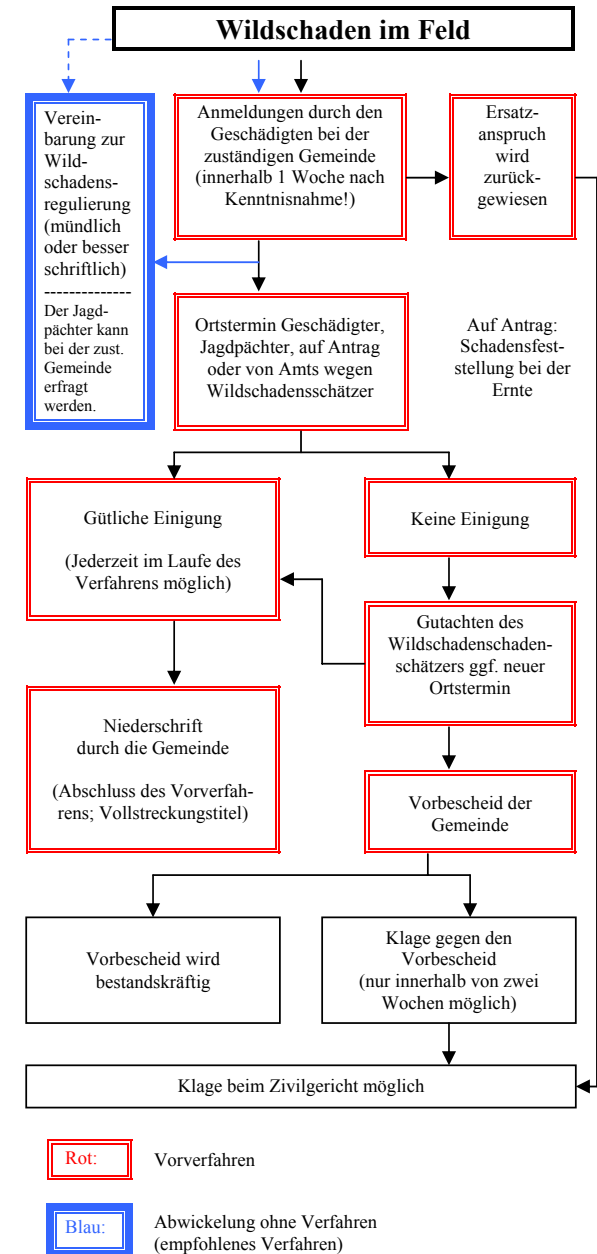 Wildschaden im Feld
Verein-
barung zur
Wild-
schadens-
regulierung
(mündlich
oder besser
schriftlich)
--------------
Der Jagd-
pächter kann
bei der zust.
Gemeinde
erfragt
werden.
Anmeldungen durch den
Geschädigten bei der
zuständigen Gemeinde
(innerhalb 1 Woche nach
Kenntnisnahme!)
Ersatz-
anspruch
wird
zurück-
gewiesen
Ortstermin Geschädigter,
Jagdpächter, auf Antrag
oder von Amts wegen
Wildschadensschätzer
Auf Antrag:
Schadensfest-
stellung bei der
Ernte
Gütliche Einigung
(Jederzeit im Laufe des
Verfahrens möglich)
Keine Einigung
Gutachten des
Wildschadenschaden-
schätzers ggf. neuer
Ortstermin
Niederschrift
durch die Gemeinde
(Abschluss des Vorverfah-
rens; Vollstreckungstitel)
Vorbescheid der
Gemeinde
Vorbescheid wird
bestandskräftig
Klage gegen den
Vorbescheid
(nur innerhalb von zwei
Wochen möglich)
Klage beim Zivilgericht möglich
Rot:
Vorverfahren
Blau:
Abwickelung ohne Verfahren
(empfohlenes Verfahren)